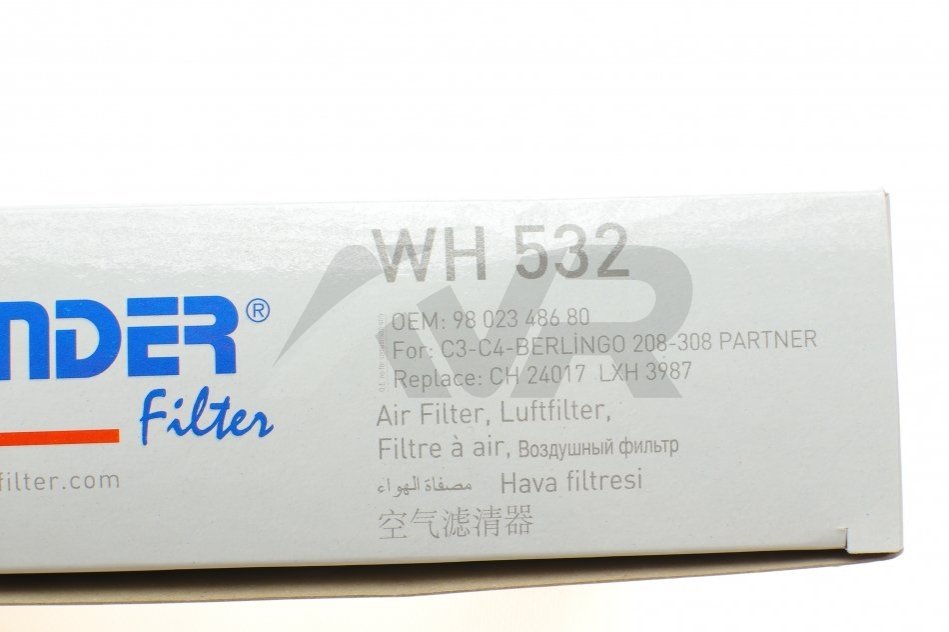 WH 532
NDER®
Filter
filter.com
OEM: 98 023 486 80
For: C3-C4-BERLİNGO 208-308 PARTNER
Replace: CH 24017 LXH 3987
Air Filter, Luftfilter,
Filtre à air, Воздушный фильтр
مصفاة الهواء Hava filtresi
空气滤清器